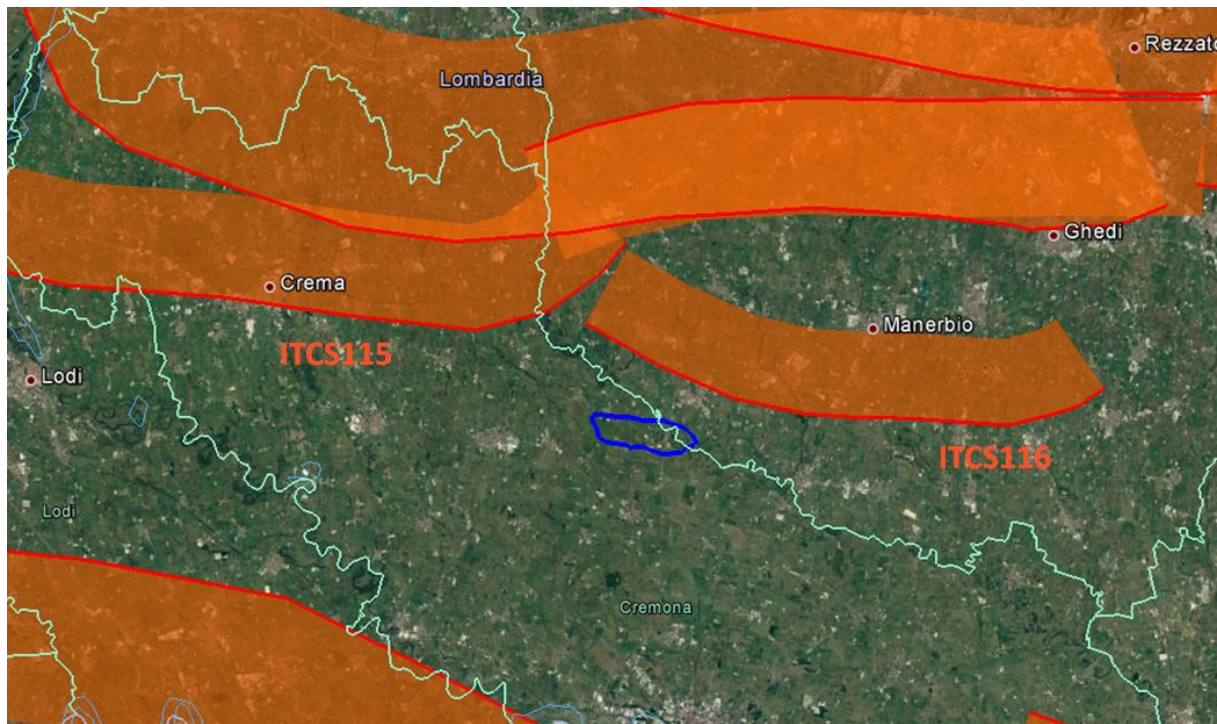 Rezzato
Lombardia
Ghedi
Crema
Manerbio
ITCS115
Lodi
ITCS116
Lodi
Cremona